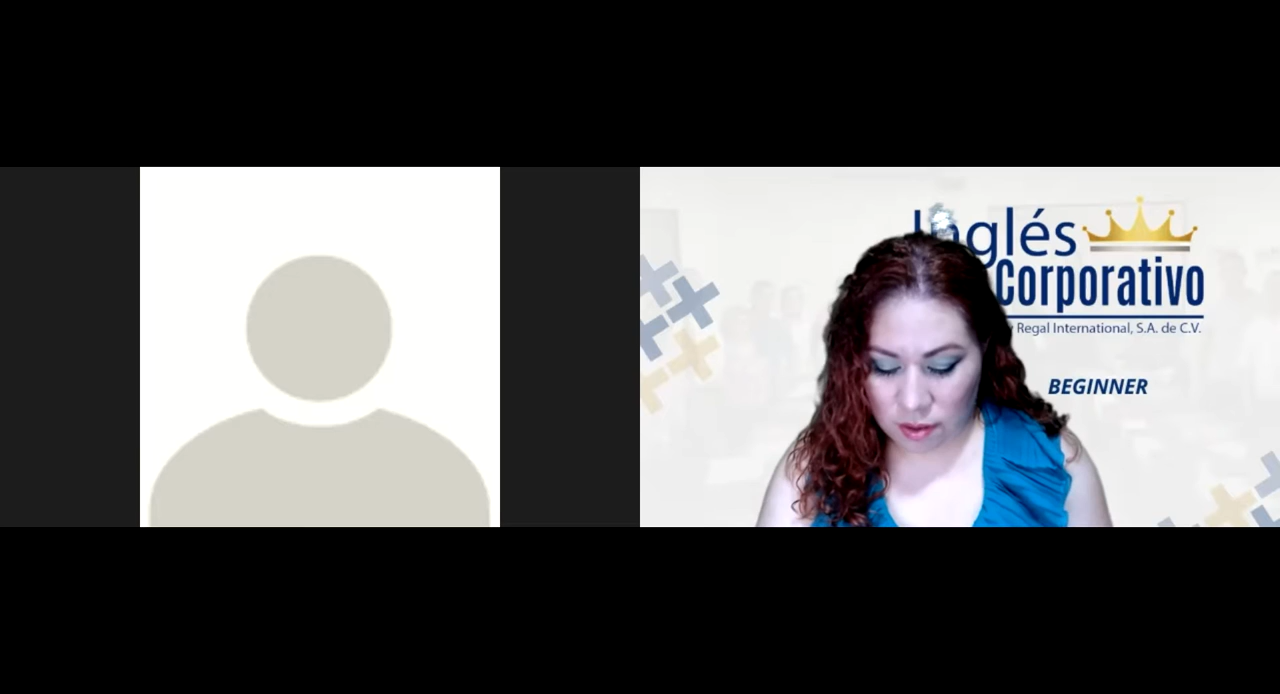 Inglés
Corporativo
Regal International, S.A. de C.V.
BEGINNER